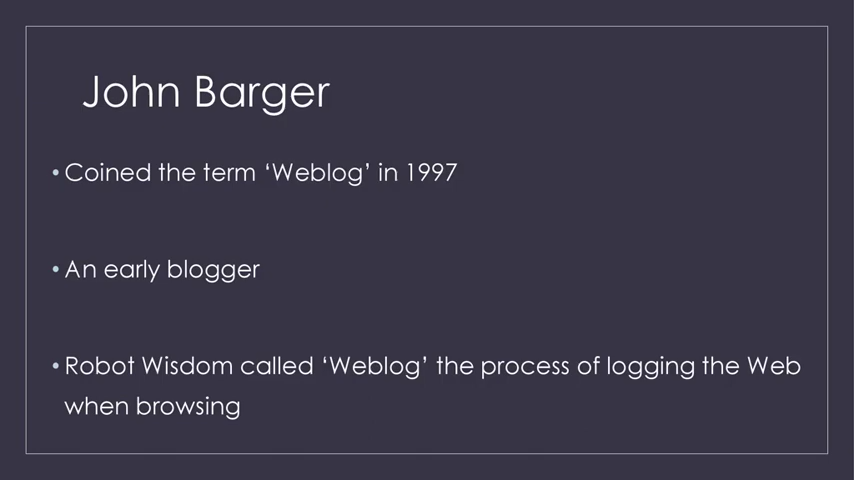 John Barger
• Coined the term ‘Weblog’ in 1997
• An early blogger
• Robot Wisdom called ‘Weblog’ the process of logging the Web
when browsing